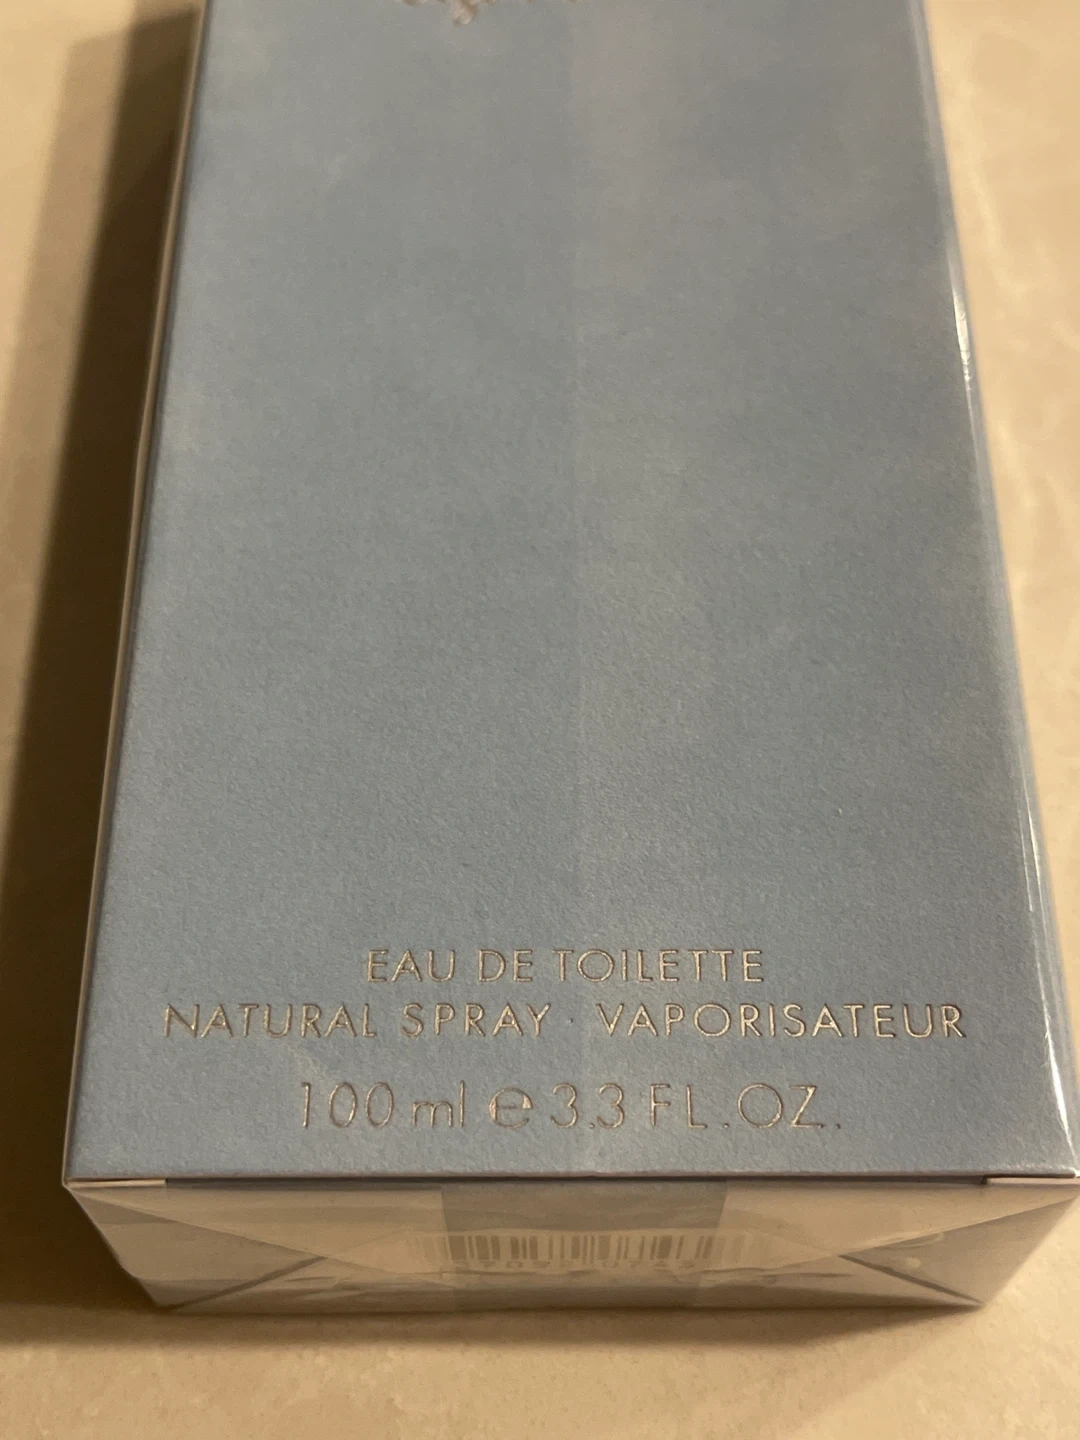 EAU DE TOILETTE
NATURAL SPRAY · VAPORISATEUR
100 ml ℮ 3.3 FL.OZ.